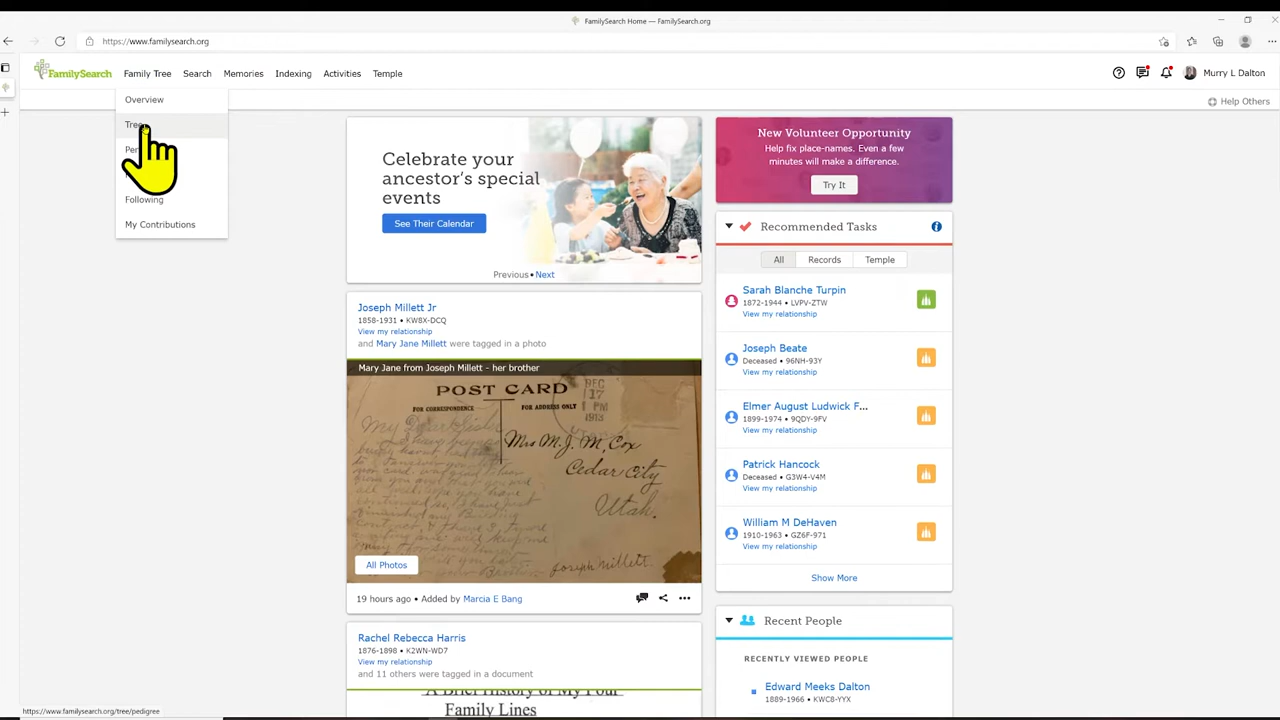 FamilySearch Home — FamilySearch.org
https://www.familysearch.org
FamilySearch
Family Tree
Search
Memories
Indexing
Activities
Temple
Murry L Dalton
Help Others
Overview
Tree
Following
My Contributions
Celebrate your
ancestor's special
events
See Their Calendar
Previous • Next
Joseph Millett Jr
1858-1931 • KW8X-DCQ
View my relationship
and Mary Jane Millett were tagged in a photo
Mary Jane from Joseph Millett - her brother
POST CARD
FOR CORRESPONDENCE
FOR ADDRESS ONLY
DEC
17
PM
1913
Mrs M. J. M. Cox
Cedar City
Utah.
Joseph Millett
All Photos
19 hours ago • Added by Marcia E Bang
Rachel Rebecca Harris
1876-1898 • K2WN-WD7
View my relationship
and 11 others were tagged in a document
A Brief History of My Four
Family Lines
New Volunteer Opportunity
Help fix place-names. Even a few
minutes will make a difference.
Try It
Recommended Tasks
All
Records
Temple
Sarah Blanche Turpin
1872-1944 • LVPV-ZTW
View my relationship
Joseph Beate
Deceased • 96NH-93Y
View my relationship
Elmer August Ludwick F...
1899-1974 • 9QDY-9FV
View my relationship
Patrick Hancock
Deceased • G3W4-V4M
View my relationship
William M DeHaven
1910-1963 • GZ6F-971
View my relationship
Show More
Recent People
RECENTLY VIEWED PEOPLE
Edward Meeks Dalton
1889-1966 • KWC8-YYX
https://www.familysearch.org/tree/pedigree